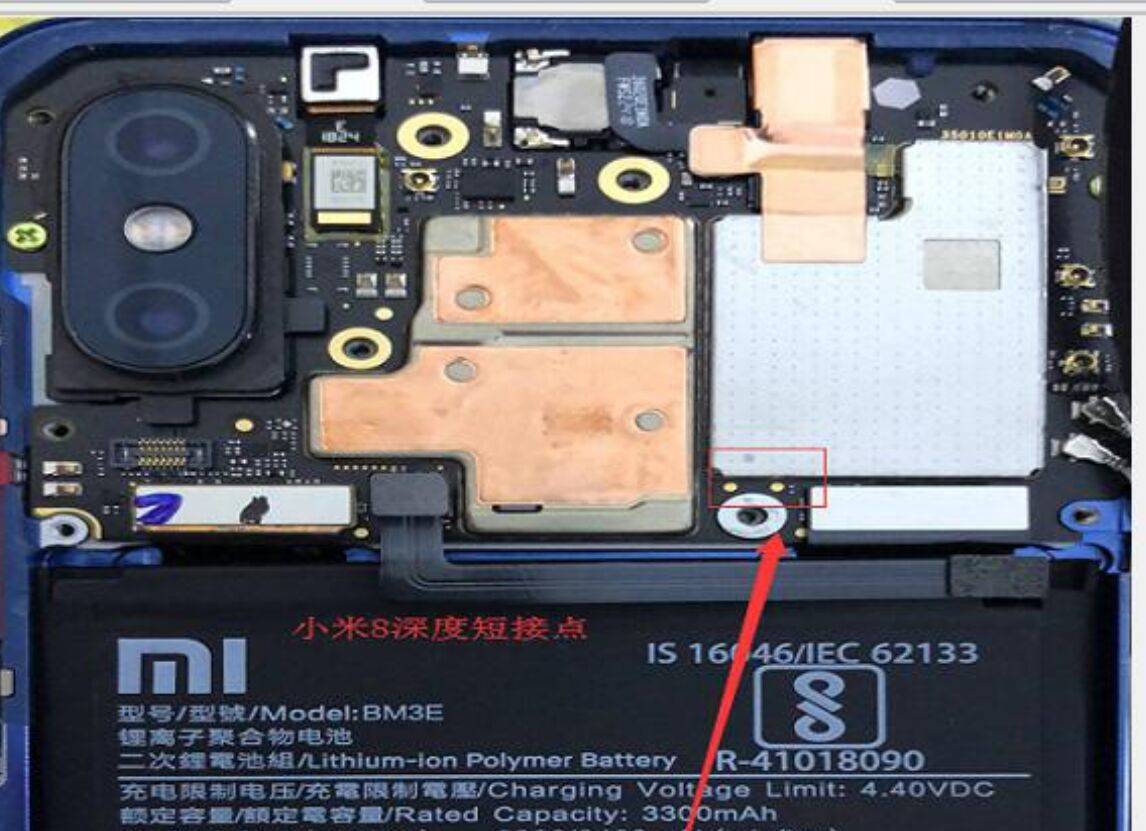 1824
35010E1M0A
小米8深度短接点
MI
IS 16046/IEC 62133
型号/型號/Model:BM3E
锂离子聚合物电池
二次鋰電池組/Lithium-ion Polymer Battery
R-41018090
充电限制电压/充電限制電壓/Charging Voltage Limit: 4.40VDC
额定容量/額定電容量/Rated Capacity: 3300mAh